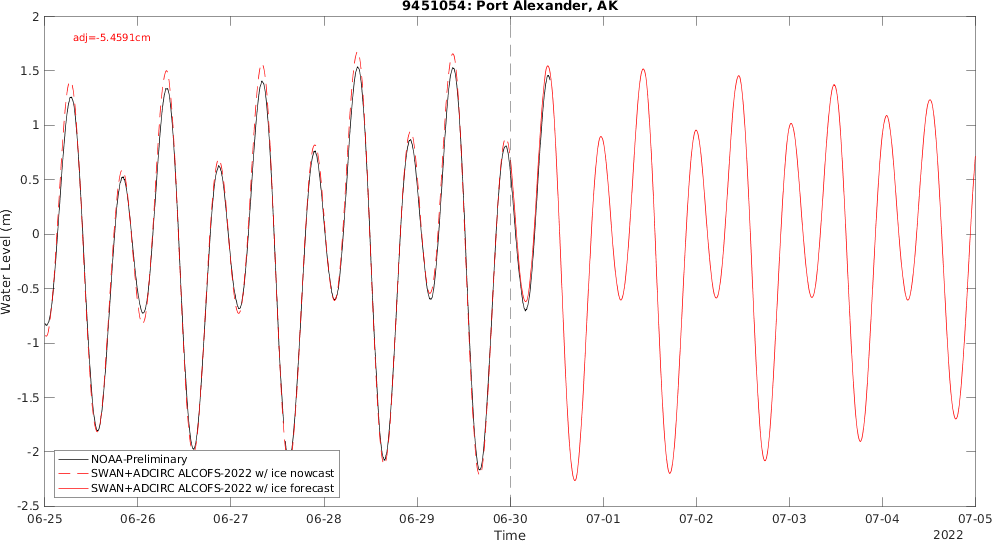 9451054: Port Alexander, AK
adj=-5.4591cm
2
1.5
1
0.5
0
-0.5
-1
-1.5
-2
-2.5
Water Level (m)
NOAA-Preliminary
SWAN+ADCIRC ALCOFS-2022 w/ ice nowcast
SWAN+ADCIRC ALCOFS-2022 w/ ice forecast
06-25 06-26 06-27 06-28 06-29 06-30 07-01 07-02 07-03 07-04 07-05
Time
2022